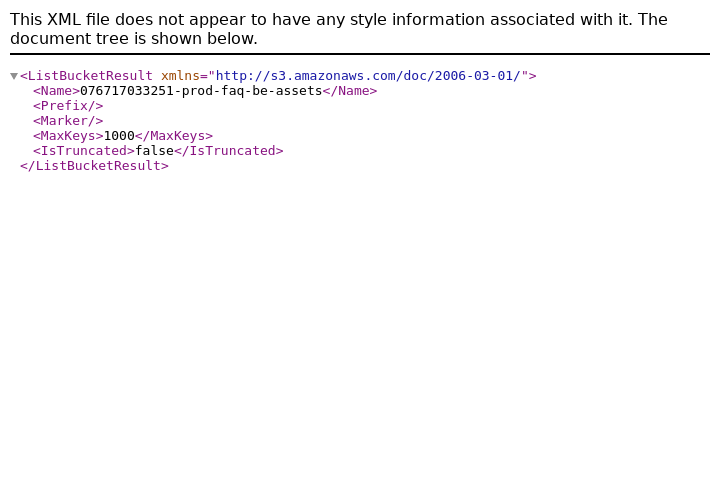 This XML file does not appear to have any style information associated with it. The
document tree is shown below.
<ListBucketResult xmlns="http://s3.amazonaws.com/doc/2006-03-01/">
<Name>076717033251-prod-faq-be-assets</Name>
<Prefix/>
<Marker/>
<MaxKeys>1000</MaxKeys>
<IsTruncated>false</IsTruncated>
</ListBucketResult>